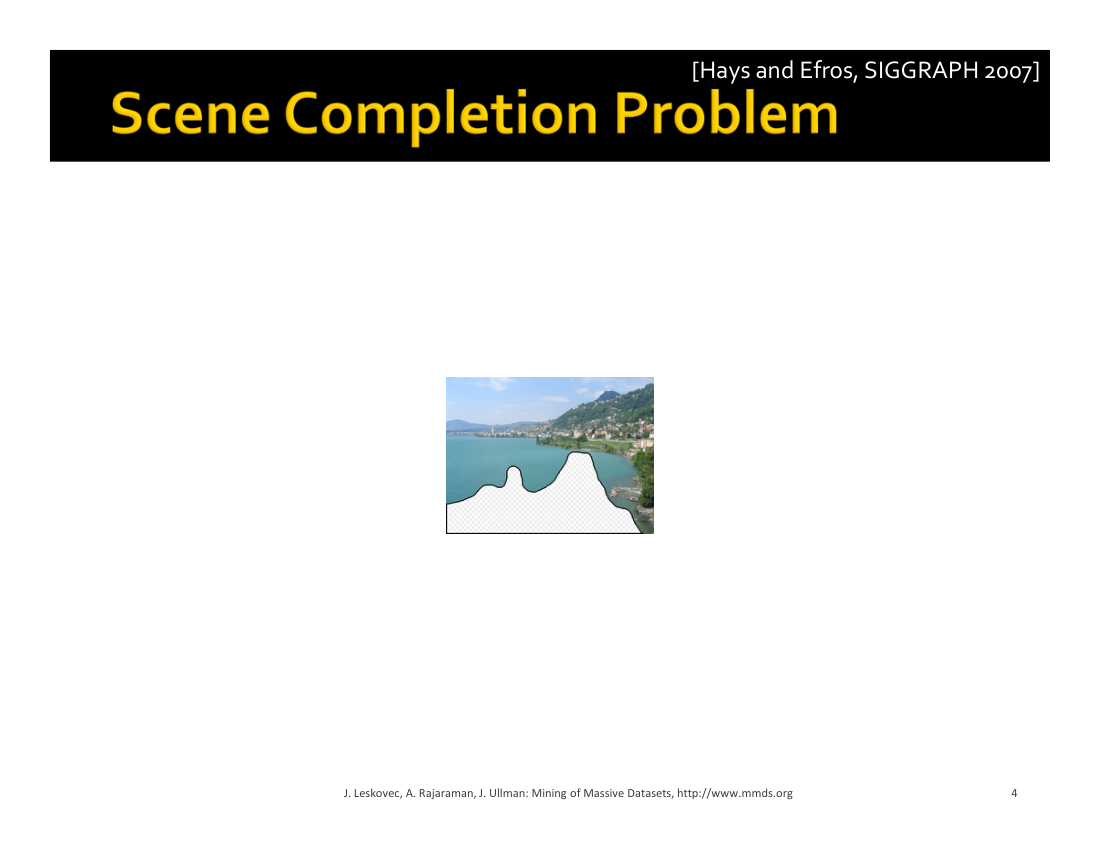 [Hays and Efros, SIGGRAPH 2007]
Scene Completion Problem
J. Leskovec, A. Rajaraman, J. Ullman: Mining of Massive Datasets, http://www.mmds.org
4